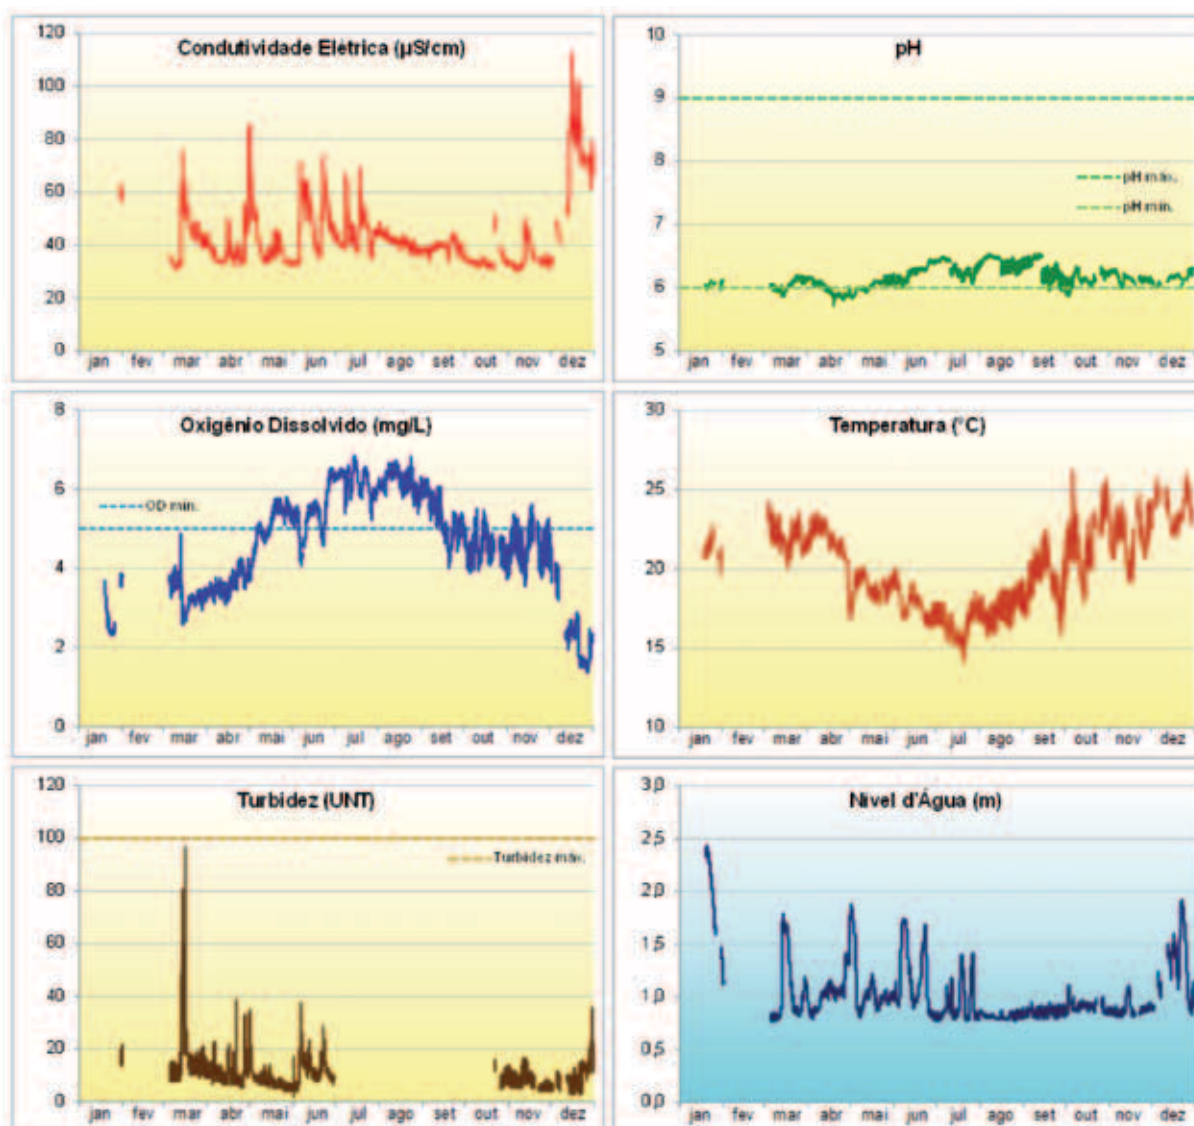 Condutividade Elétrica (µS/cm)
120
100
80
60
40
20
0
jan fev mar abr mai jun jul ago set out nov dez
pH
10
9
8
7
6
5
pH máx.
pH mín.
jan fev mar abr mai jun jul ago set out nov dez
Oxigênio Dissolvido (mg/L)
8
6
4
2
0
OD mín.
jan fev mar abr mai jun jul ago set out nov dez
Temperatura (°C)
30
25
20
15
10
jan fev mar abr mai jun jul ago set out nov dez
Turbidez (UNT)
120
100
80
60
40
20
0
Turbidez máx.
jan fev mar abr mai jun jul ago set out nov dez
Nível d'Água (m)
3,0
2,5
2,0
1,5
1,0
0,5
0,0
jan fev mar abr mai jun jul ago set out nov dez